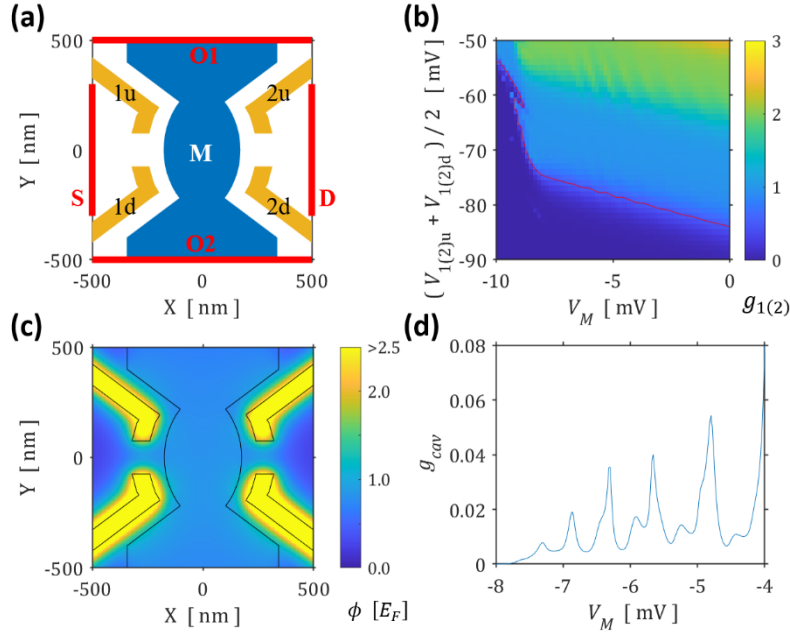 (a)
500
O1
1u
2u
Y [ nm ]
0
M
S
D
1d
2d
O2
-500
-500 0 500
X [ nm ]
(b)
-50
-60
-70
-80
-90
( V1(2)u + V1(2)d ) / 2 [ mV ]
-10 -5 0
VM [ mV ]
3
2
1
0
g1(2)
(c)
500
Y [ nm ]
0
-500
-500 0 500
X [ nm ]
>2.5
2.0
1.0
0.0
ϕ [EF]
(d)
0.08
0.06
0.04
0.02
0
gcav
-8 -7 -6 -5 -4
VM [ mV ]